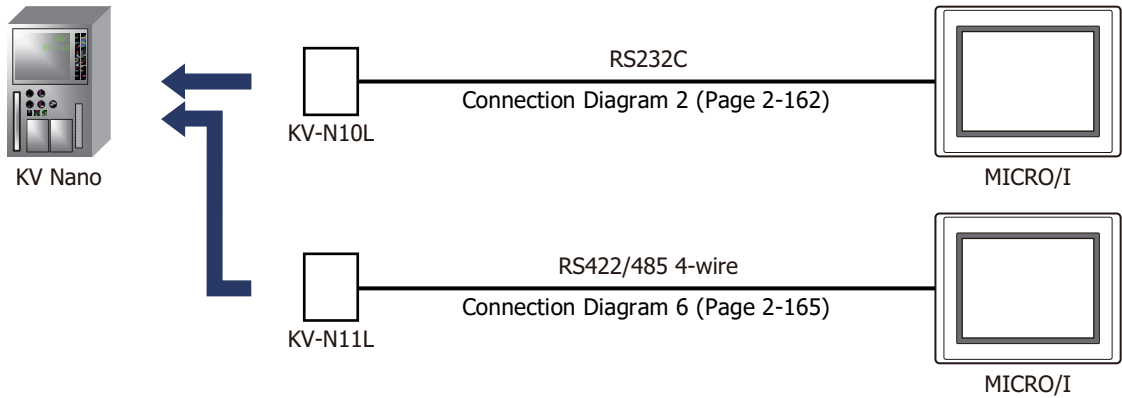 RS232C
Connection Diagram 2 (Page 2-162)
KV-N10L
KV Nano
MICRO/I
RS422/485 4-wire
Connection Diagram 6 (Page 2-165)
KV-N11L
MICRO/I